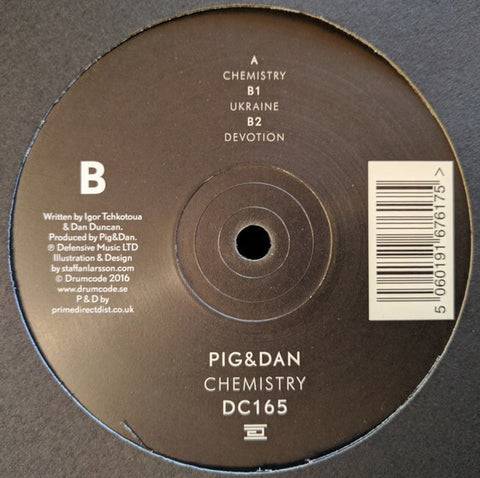 A
CHEMISTRY
B1
UKRAINE
B2
DEVOTION
B
Written by Igor Tchkotoua
& Dan Duncan.
Produced by Pig&Dan.
℗ Defensive Music LTD
Illustration & Design
by staffanlarsson.com
© Drumcode 2016
www.drumcode.se
P & D by
primedirectdist.co.uk
5 060191 676175 >
PIG&DAN
CHEMISTRY
DC165